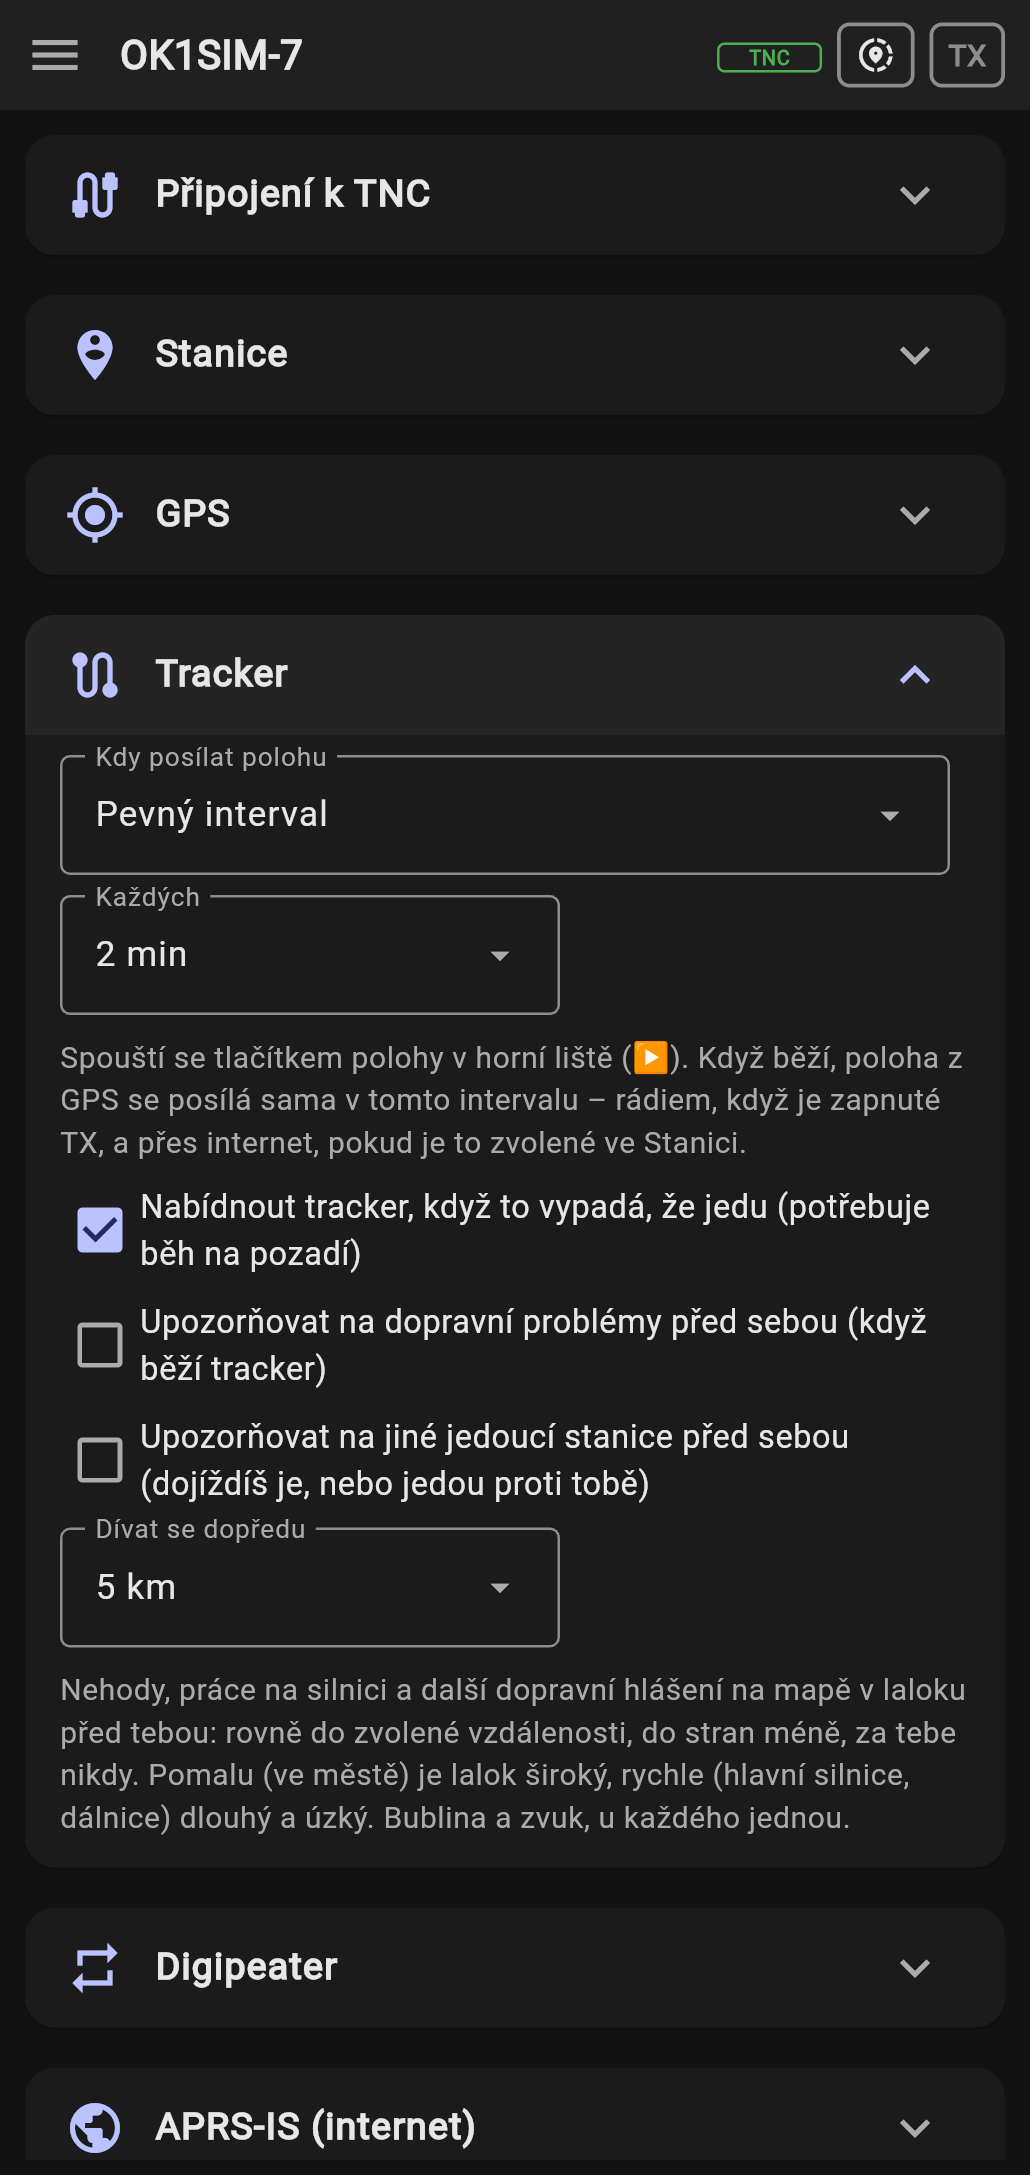 OK1SIM-7
TNC
TX
Připojení k TNC
Stanice
GPS
Tracker
Kdy posílat polohu
Pevný interval
Každých
2 min
Spouští se tlačítkem polohy v horní liště (▶️). Když běží, poloha z
GPS se posílá sama v tomto intervalu – rádiem, když je zapnuté
TX, a přes internet, pokud je to zvolené ve Stanici.
Nabídnout tracker, když to vypadá, že jedu (potřebuje
běh na pozadí)
Upozorňovat na dopravní problémy před sebou (když
běží tracker)
Upozorňovat na jiné jedoucí stanice před sebou
(dojíždíš je, nebo jedou proti tobě)
Dívat se dopředu
5 km
Nehody, práce na silnici a další dopravní hlášení na mapě v laloku
před tebou: rovně do zvolené vzdálenosti, do stran méně, za tebe
nikdy. Pomalu (ve městě) je lalok široký, rychle (hlavní silnice,
dálnice) dlouhý a úzký. Bublina a zvuk, u každého jednou.
Digipeater
APRS-IS (internet)